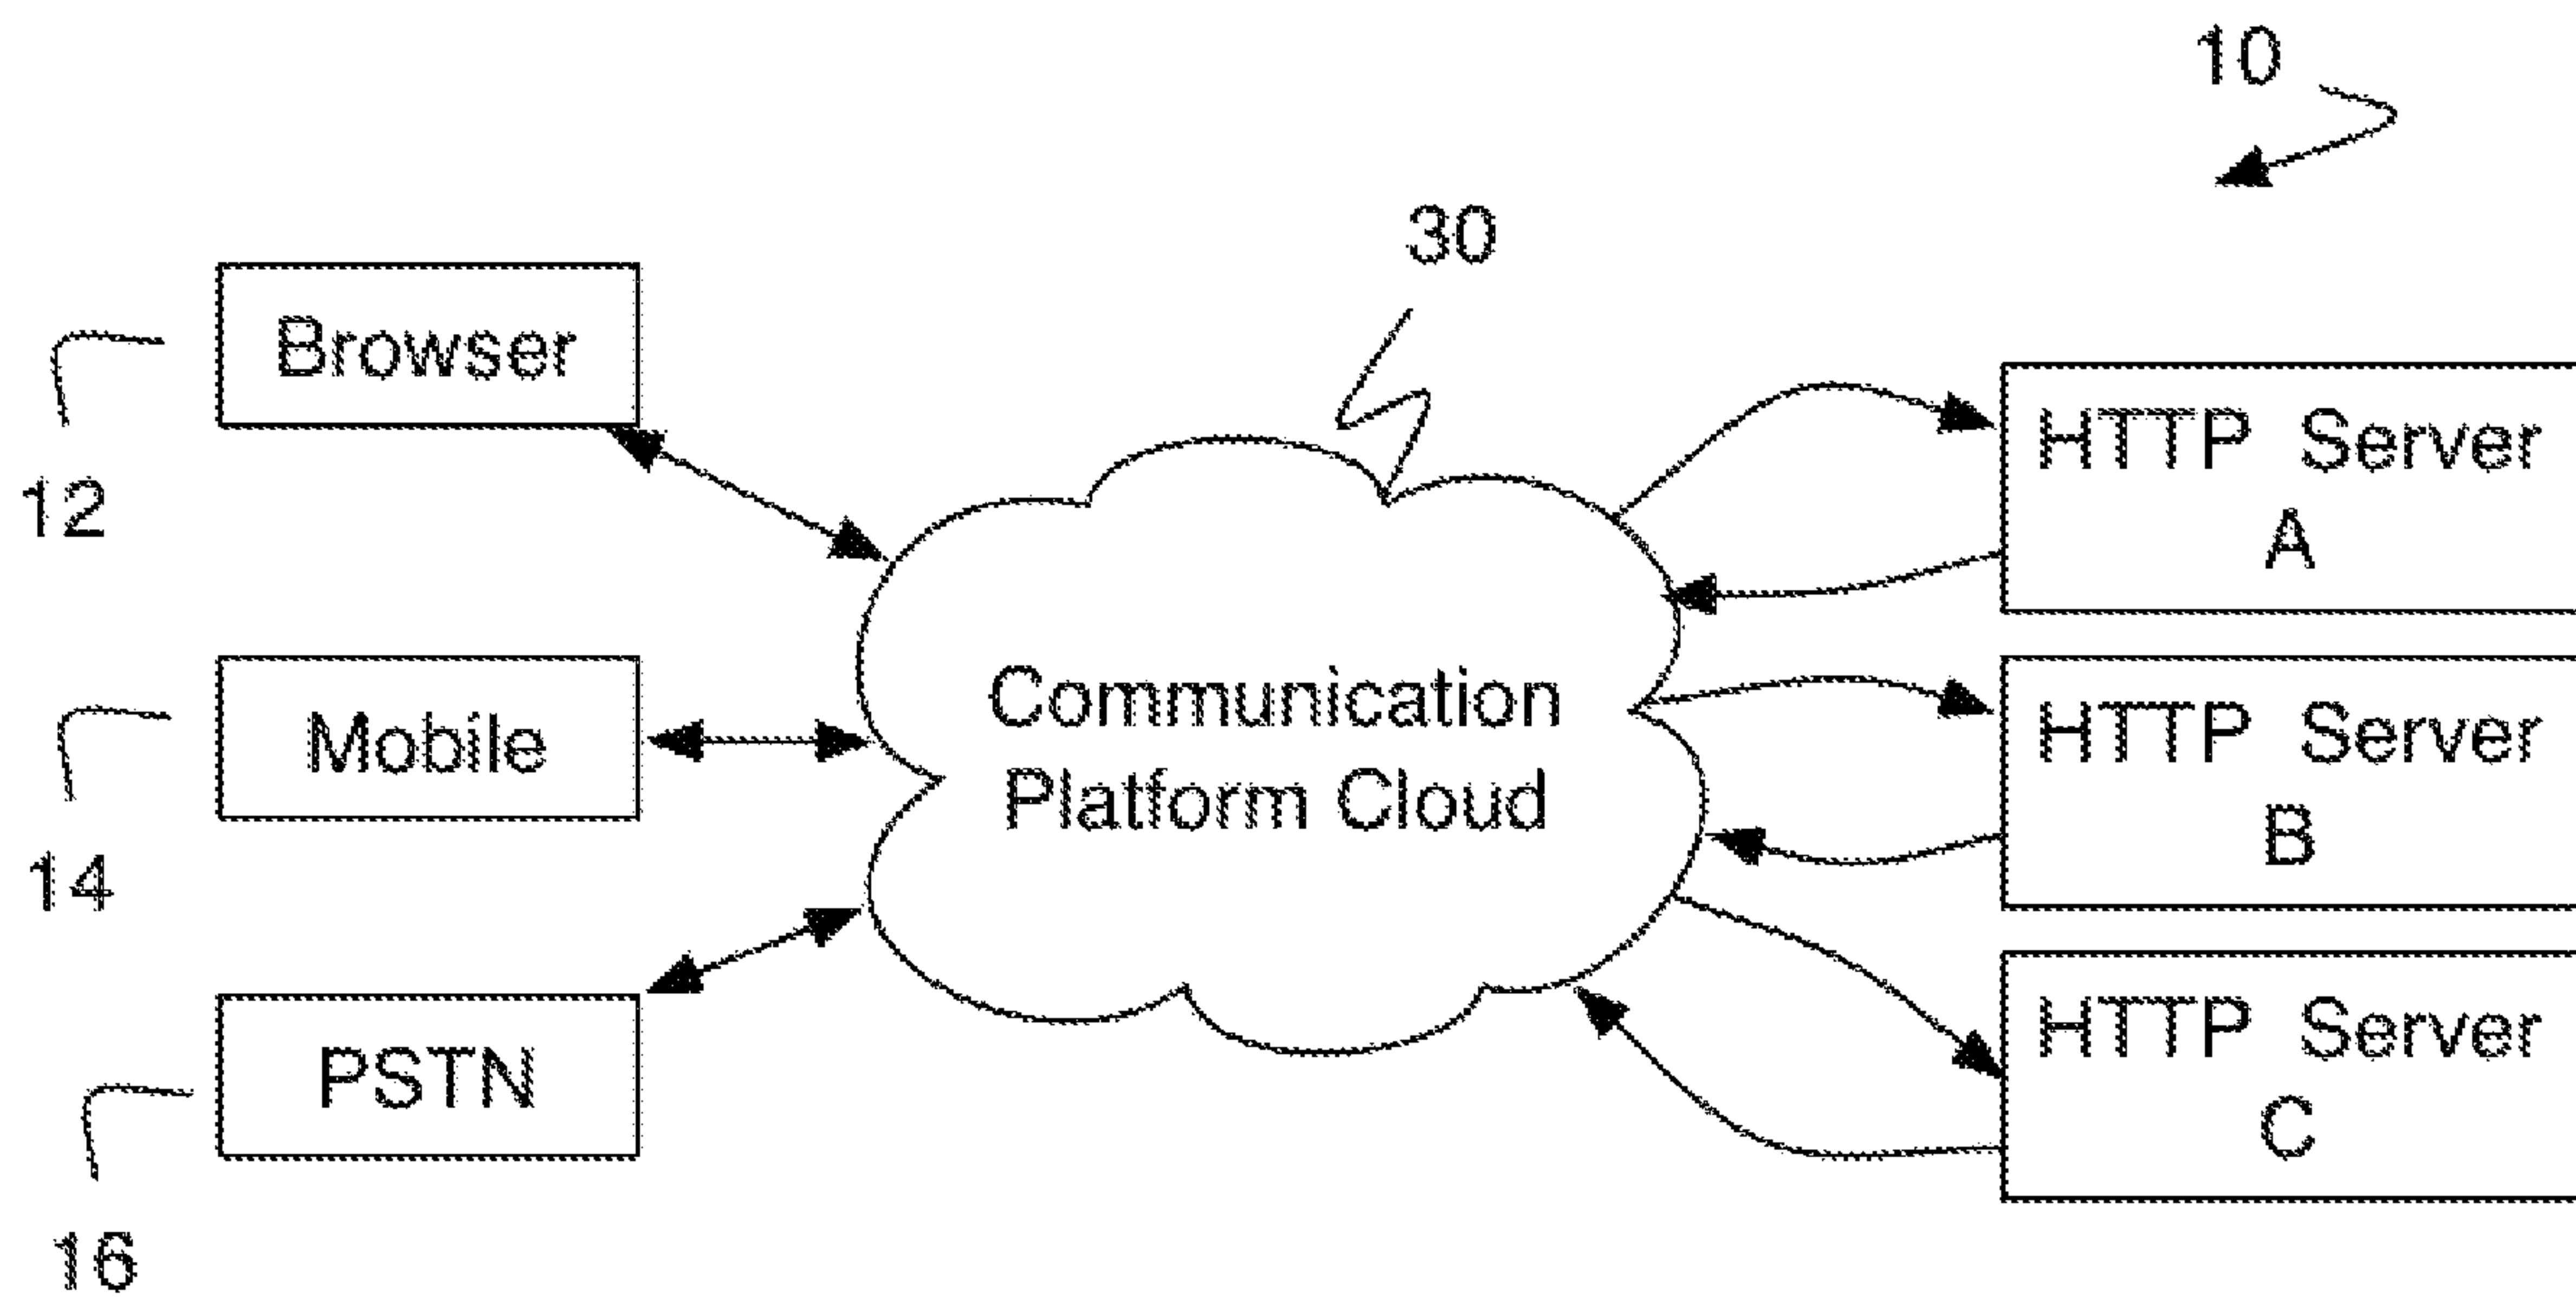 10
30
Browser
12
Mobile
14
PSTN
16
Communication
Platform Cloud
HTTP Server
A
HTTP Server
B
HTTP Server
C